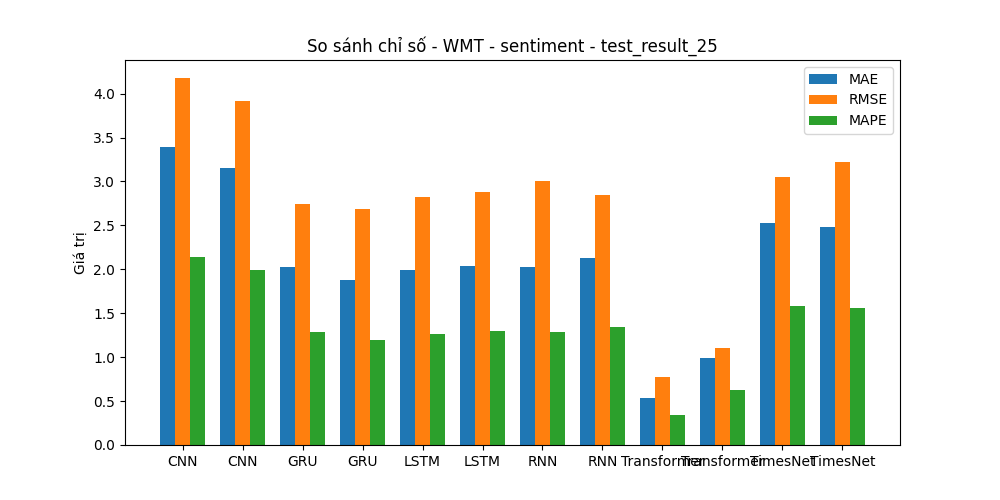 So sánh chỉ số - WMT - sentiment - test_result_25
MAE
RMSE
MAPE
Giá trị
4.0
3.5
3.0
2.5
2.0
1.5
1.0
0.5
0.0
CNN CNN GRU GRU LSTM LSTM RNN RNN Transformer Transformer TimesNet TimesNet